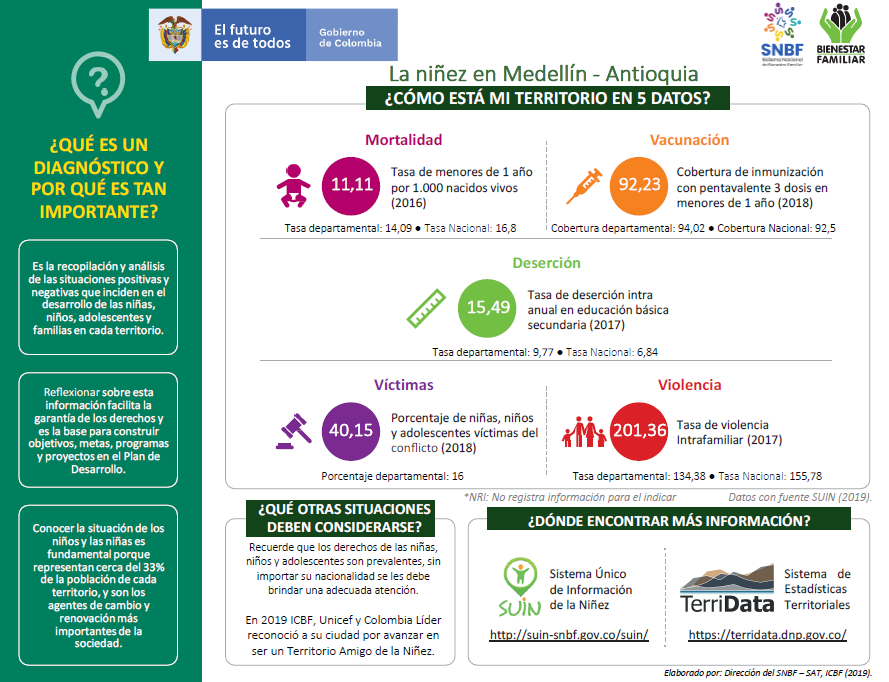 El futuro
es de todos
Gobierno
de Colombia
SNBF
Sistema Nacional
de Bienestar Familiar
BIENESTAR
FAMILIAR
¿QUÉ ES UN
DIAGNÓSTICO Y
POR QUÉ ES TAN
IMPORTANTE?
Es la recopilación y análisis
de las situaciones positivas y
negativas que inciden en el
desarrollo de las niñas,
niños, adolescentes y
familias en cada territorio.
Reflexionar sobre esta
información facilita la
garantía de los derechos y
es la base para construir
objetivos, metas, programas
y proyectos en el Plan de
Desarrollo.
Conocer la situación de los
niños y las niñas es
fundamental porque
representan cerca del 33%
de la población de cada
territorio, y son los
agentes de cambio y
renovación más
importantes de la
sociedad.
La niñez en Medellín - Antioquia
¿CÓMO ESTÁ MI TERRITORIO EN 5 DATOS?
Mortalidad
11,11
Tasa de menores de 1 año
por 1.000 nacidos vivos
(2016)
Tasa departamental: 14,09 ● Tasa Nacional: 16,8
Vacunación
92,23
Cobertura de inmunización
con pentavalente 3 dosis en
menores de 1 año (2018)
Cobertura departamental: 94,02 ● Cobertura Nacional: 92,5
Deserción
15,49
Tasa de deserción intra
anual en educación básica
secundaria (2017)
Tasa departamental: 9,77 ● Tasa Nacional: 6,84
Víctimas
40,15
Porcentaje de niñas, niños
y adolescentes víctimas del
conflicto (2018)
Porcentaje departamental: 16
Violencia
201,36
Tasa de violencia
Intrafamiliar (2017)
Tasa departamental: 134,38 ● Tasa Nacional: 155,78
*NRI: No registra información para el indicar
Datos con fuente SUIN (2019).
¿QUÉ OTRAS SITUACIONES
DEBEN CONSIDERARSE?
Recuerde que los derechos de las niñas,
niños y adolescentes son prevalentes, sin
importar su nacionalidad se les debe
brindar una adecuada atención.
En 2019 ICBF, Unicef y Colombia Líder
reconoció a su ciudad por avanzar en
ser un Territorio Amigo de la Niñez.
¿DÓNDE ENCONTRAR MÁS INFORMACIÓN?
SUIN
Sistema Único
de Información
de la Niñez
http://suin-snbf.gov.co/suin/
TerriData
Sistema de
Estadísticas
Territoriales
https://terridata.dnp.gov.co/
Elaborado por: Dirección del SNBF – SAT, ICBF (2019).